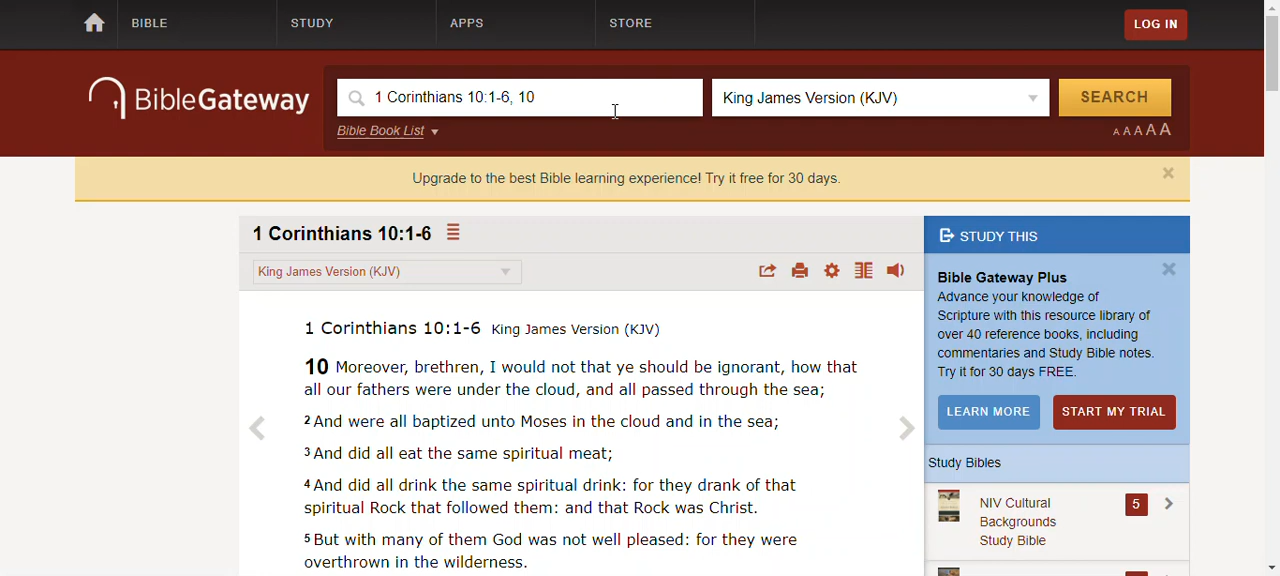 BIBLE STUDY APPS STORE LOG IN
BibleGateway
1 Corinthians 10:1-6, 10
King James Version (KJV)
SEARCH
Bible Book List
A A A A A
Upgrade to the best Bible learning experience! Try it free for 30 days.
1 Corinthians 10:1-6
King James Version (KJV)
1 Corinthians 10:1-6 King James Version (KJV)
10 Moreover, brethren, I would not that ye should be ignorant, how that
all our fathers were under the cloud, and all passed through the sea;
2 And were all baptized unto Moses in the cloud and in the sea;
3 And did all eat the same spiritual meat;
4 And did all drink the same spiritual drink: for they drank of that
spiritual Rock that followed them: and that Rock was Christ.
5 But with many of them God was not well pleased: for they were
overthrown in the wilderness.
STUDY THIS
Bible Gateway Plus
Advance your knowledge of
Scripture with this resource library of
over 40 reference books, including
commentaries and Study Bible notes.
Try it for 30 days FREE.
LEARN MORE START MY TRIAL
Study Bibles
NIV Cultural
Backgrounds
Study Bible
5